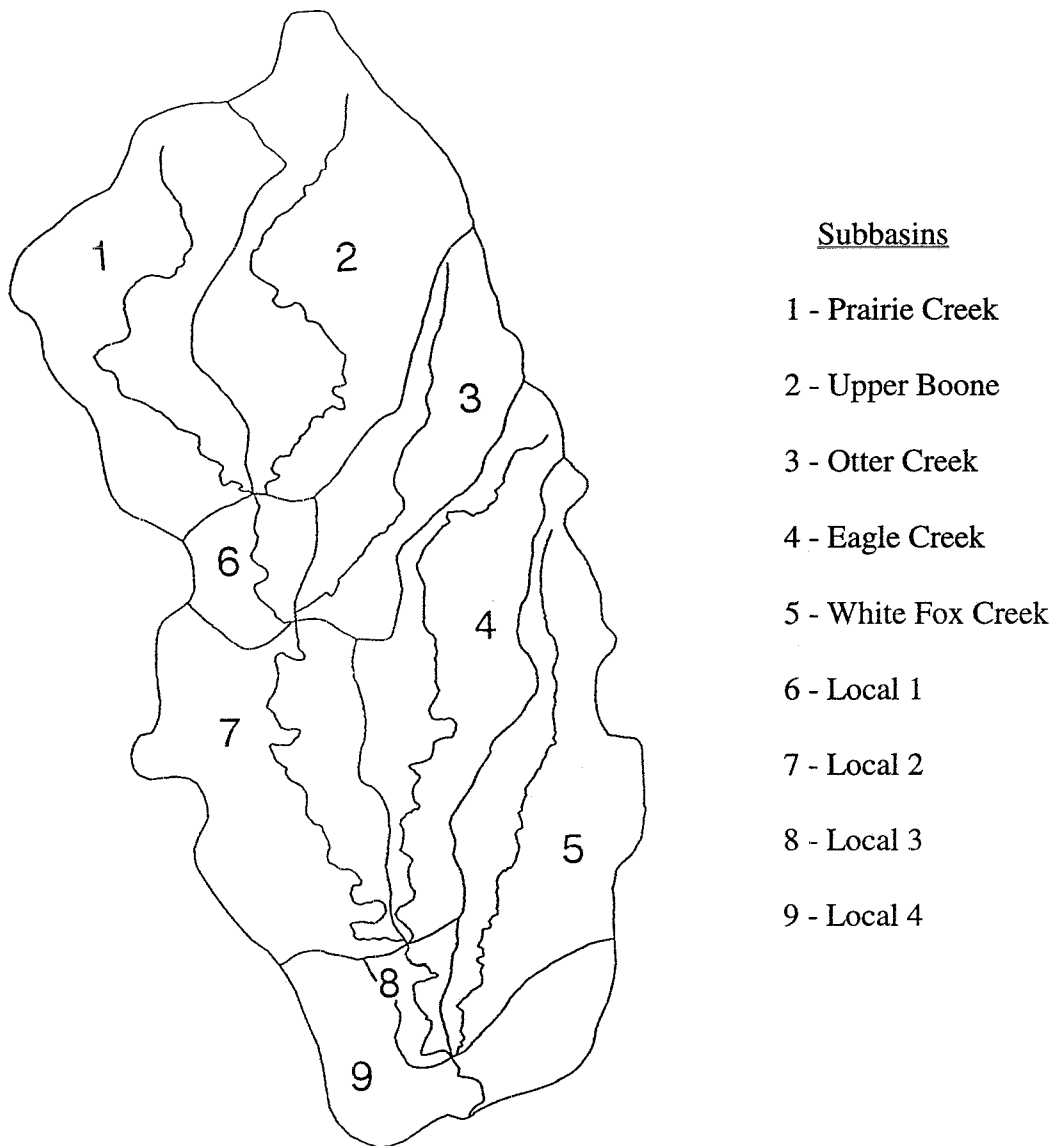 1
2
3
4
5
6
7
8
9
Subbasins
1 - Prairie Creek
2 - Upper Boone
3 - Otter Creek
4 - Eagle Creek
5 - White Fox Creek
6 - Local 1
7 - Local 2
8 - Local 3
9 - Local 4